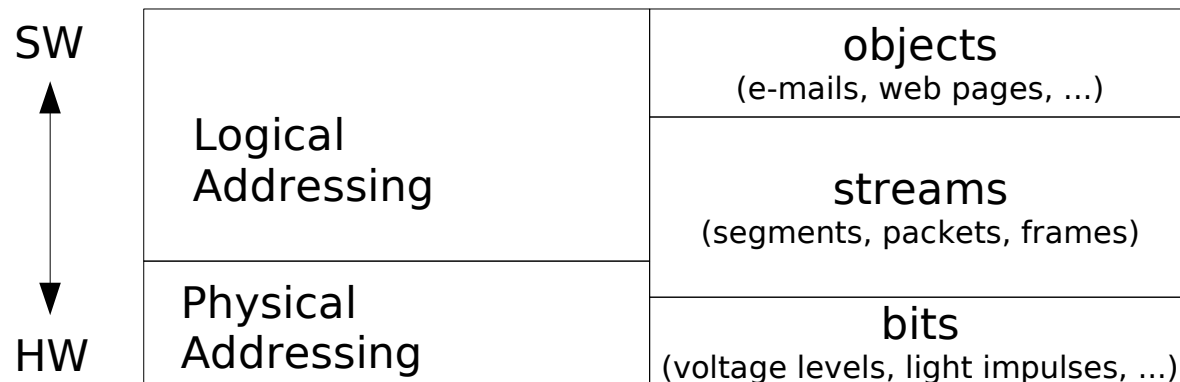 SW
HW
Logical
Addressing
Physical
Addressing
objects
(e-mails, web pages, ...)
streams
(segments, packets, frames)
bits
(voltage levels, light impulses, ...)